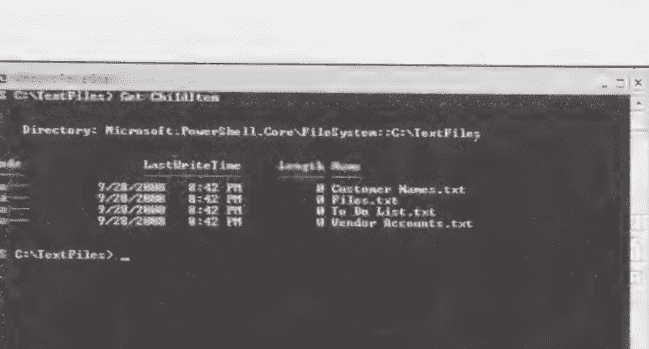 C:\TextFiles> Get-ChildItem
Directory: Microsoft.PowerShell.Core\FileSystem::C:\TextFiles
LastWriteTime Length Name
9/28/2008 8:42 PM 0 Customer Names.txt
9/28/2008 8:42 PM 0 Files.txt
9/28/2008 8:42 PM 0 To Do List.txt
9/28/2008 8:42 PM 0 Vendor Accounts.txt
C:\TextFiles> _